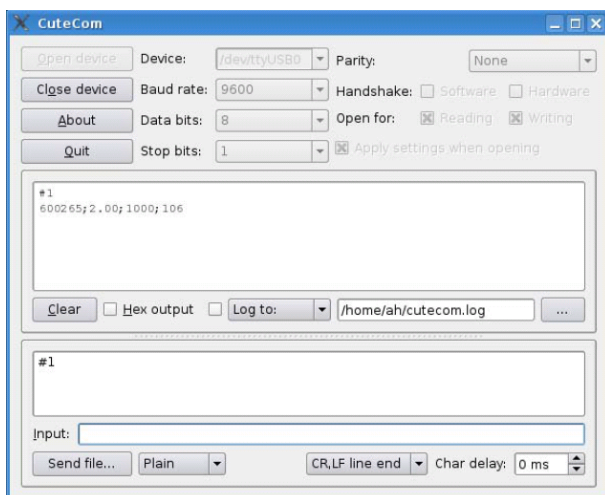 CuteCom
Open device Device: /dev/ttyUSB0 Parity: None
Close device Baud rate: 9600 Handshake: Software Hardware
About Data bits: 8 Open for: Reading Writing
Quit Stop bits: 1 Apply settings when opening
#1
600265;2.00;1000;106
Clear Hex output Log to: /home/ah/cutecom.log ...
#1
Input:
Send file... Plain CR,LF line end Char delay: 0 ms